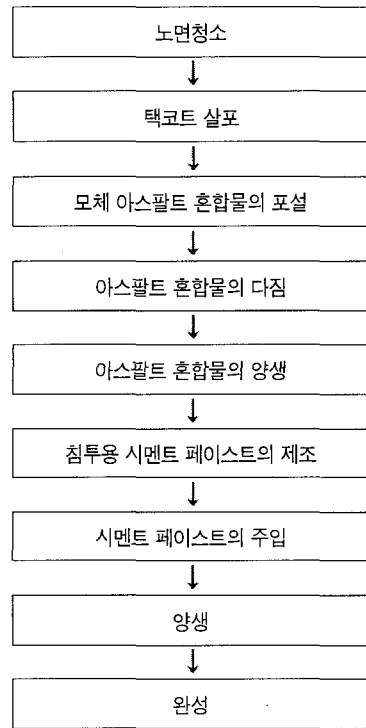 노면청소
택코트 살포
모체 아스팔트 혼합물의 포설
아스팔트 혼합물의 다짐
아스팔트 혼합물의 양생
침투용 시멘트 페이스트의 제조
시멘트 페이스트의 주입
양생
완성